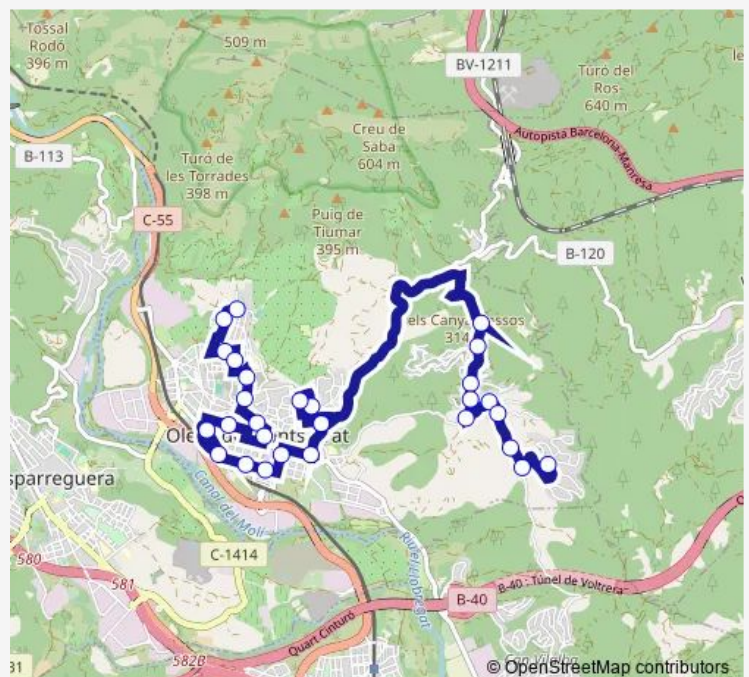 Tossal
Rodó
396 m
509 m
BV-1211
Turó del
Ros
640 m
Creu de
Saba
604 m
Autopista Barcelona-Manresa
B-113
Turó de
les Torrades
398 m
C-55
Puig de
Tiumar
395 m
B-120
314
sparreguera
Canal del Molí
C-1414
580
581
582B
B-40
B-40 : Túnel de Voltrera
Quart Cinturó
31
© OpenStreetMap contributors